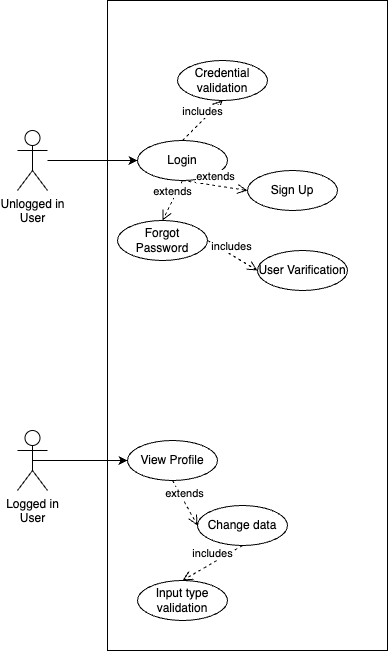 Credential
validation
includes
Unlogged in
User
Login
extends
extends
Sign Up
Forgot
Password
includes
User Varification
Logged in
User
View Profile
extends
Change data
includes
Input type
validation